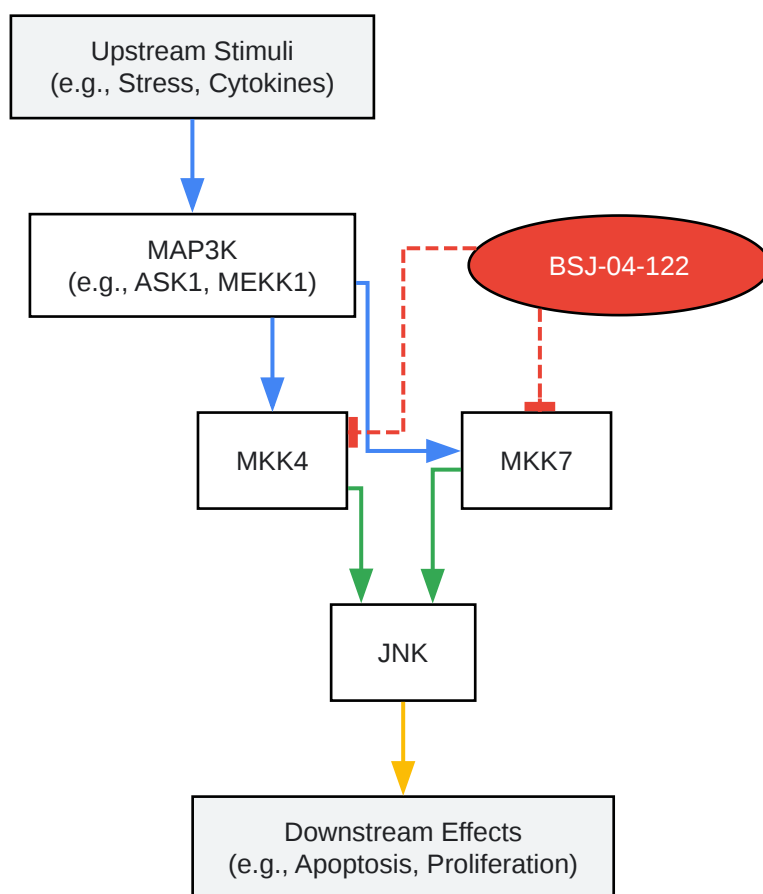 Upstream Stimuli
(e.g., Stress, Cytokines)
MAP3K
(e.g., ASK1, MEKK1)
BSJ-04-122
MKK4
MKK7
JNK
Downstream Effects
(e.g., Apoptosis, Proliferation)